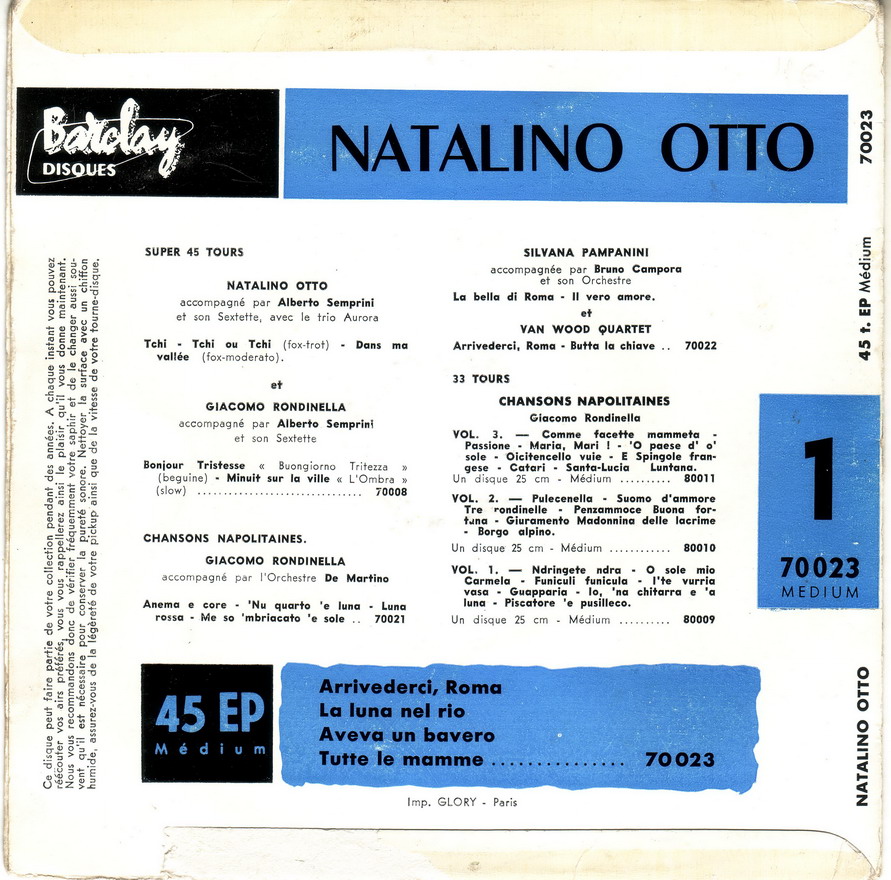 Barclay
DISQUES
NATALINO OTTO
70023
45 t. EP Médium
SUPER 45 TOURS
NATALINO OTTO
accompagné par Alberto Semprini
et son Sextette, avec le trio Aurora
Tchi - Tchi ou Tchi (fox-trot) - Dans ma
vallée (fox-moderato).
et
GIACOMO RONDINELLA
accompagné par Alberto Semprini
et son Sextette
Bonjour Tristesse « Buongiorno Tritezza »
(beguine) - Minuit sur la ville « L'Ombra »
(slow) .............................. 70008
CHANSONS NAPOLITAINES.
GIACOMO RONDINELLA
accompagné par l'Orchestre De Martino
Anema e core - 'Nu quarto 'e luna - Luna
rossa - Me so 'mbriacato 'e sole .. 70021
SILVANA PAMPANINI
accompagnée par Bruno Campora
et son Orchestre
La bella di Roma - Il vero amore.
et
VAN WOOD QUARTET
Arrivederci, Roma - Butta la chiave .. 70022
33 TOURS
CHANSONS NAPOLITAINES
Giacomo Rondinella
VOL. 3. — Comme facette mammeta -
Passione - Maria, Mari ! - 'O paese d' o'
sole - Oicitencello vuie - E Spingole fran-
gese - Catari - Santa-Lucia Luntana.
Un disque 25 cm - Médium .......... 80011
VOL. 2. — Pulecenella - Suomo d'ammore
Tre rondinelle - Penzammoce Buona for-
tuna - Giuramento Madonnina delle lacrime
- Borgo alpino.
Un disque 25 cm - Médium ........... 80010
VOL. 1. — Ndringete ndra - O sole mio
Carmela - Funiculi funicula - I'te vurria
vasa - Guapparia - Io, 'na chitarra e 'a
luna - Piscatore 'e pusilleco.
Un disque 25 cm - Médium .......... 80009
1
70023
MEDIUM
45 EP
Médium
Arrivederci, Roma
La luna nel rio
Aveva un bavero
Tutte le mamme ............... 70023
NATALINO OTTO
Imp. GLORY - Paris
Ce disque peut faire partie de votre collection pendant des années. A chaque instant vous pouvez
réécouter vos airs préférés, vous vous rappellerez ainsi le plaisir qu'il vous donne maintenant.
Nous vous recommandons donc de vérifier fréquemment votre saphir et de le changer aussi sou-
vent qu'il est nécessaire pour conserver la pureté sonore. Nettoyer la surface avec un chiffon
humide, assurez-vous de la légèreté de votre pickup ainsi que de la vitesse de votre tourne-disque.